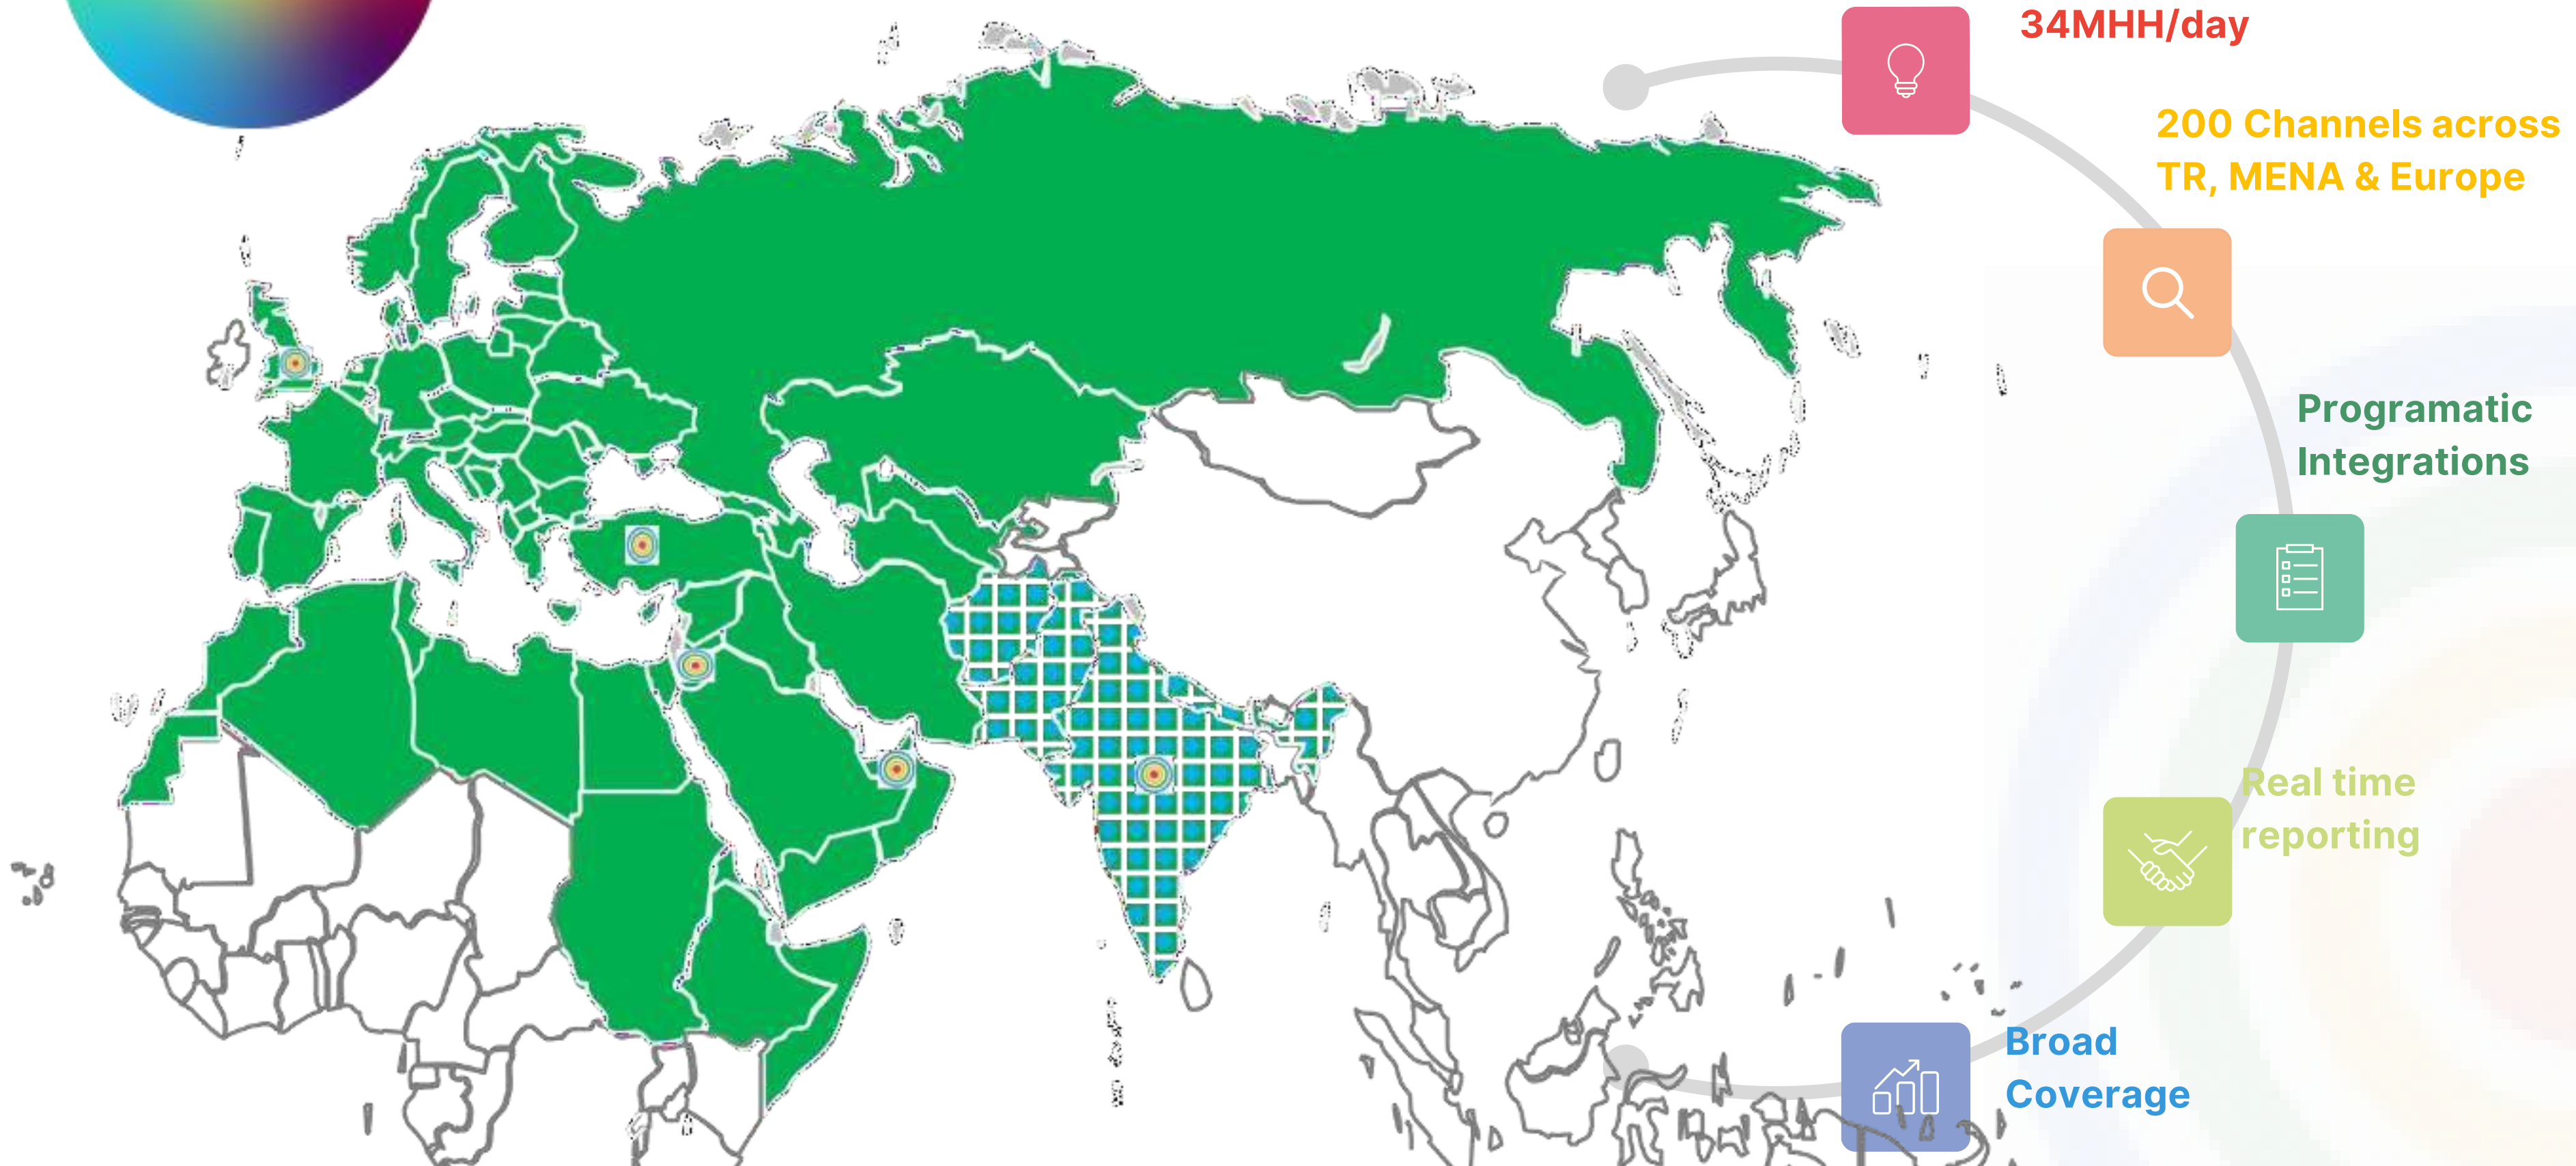 34MHH/day
200 Channels across
TR, MENA & Europe
Programatic
Integrations
Real time
reporting
Broad
Coverage